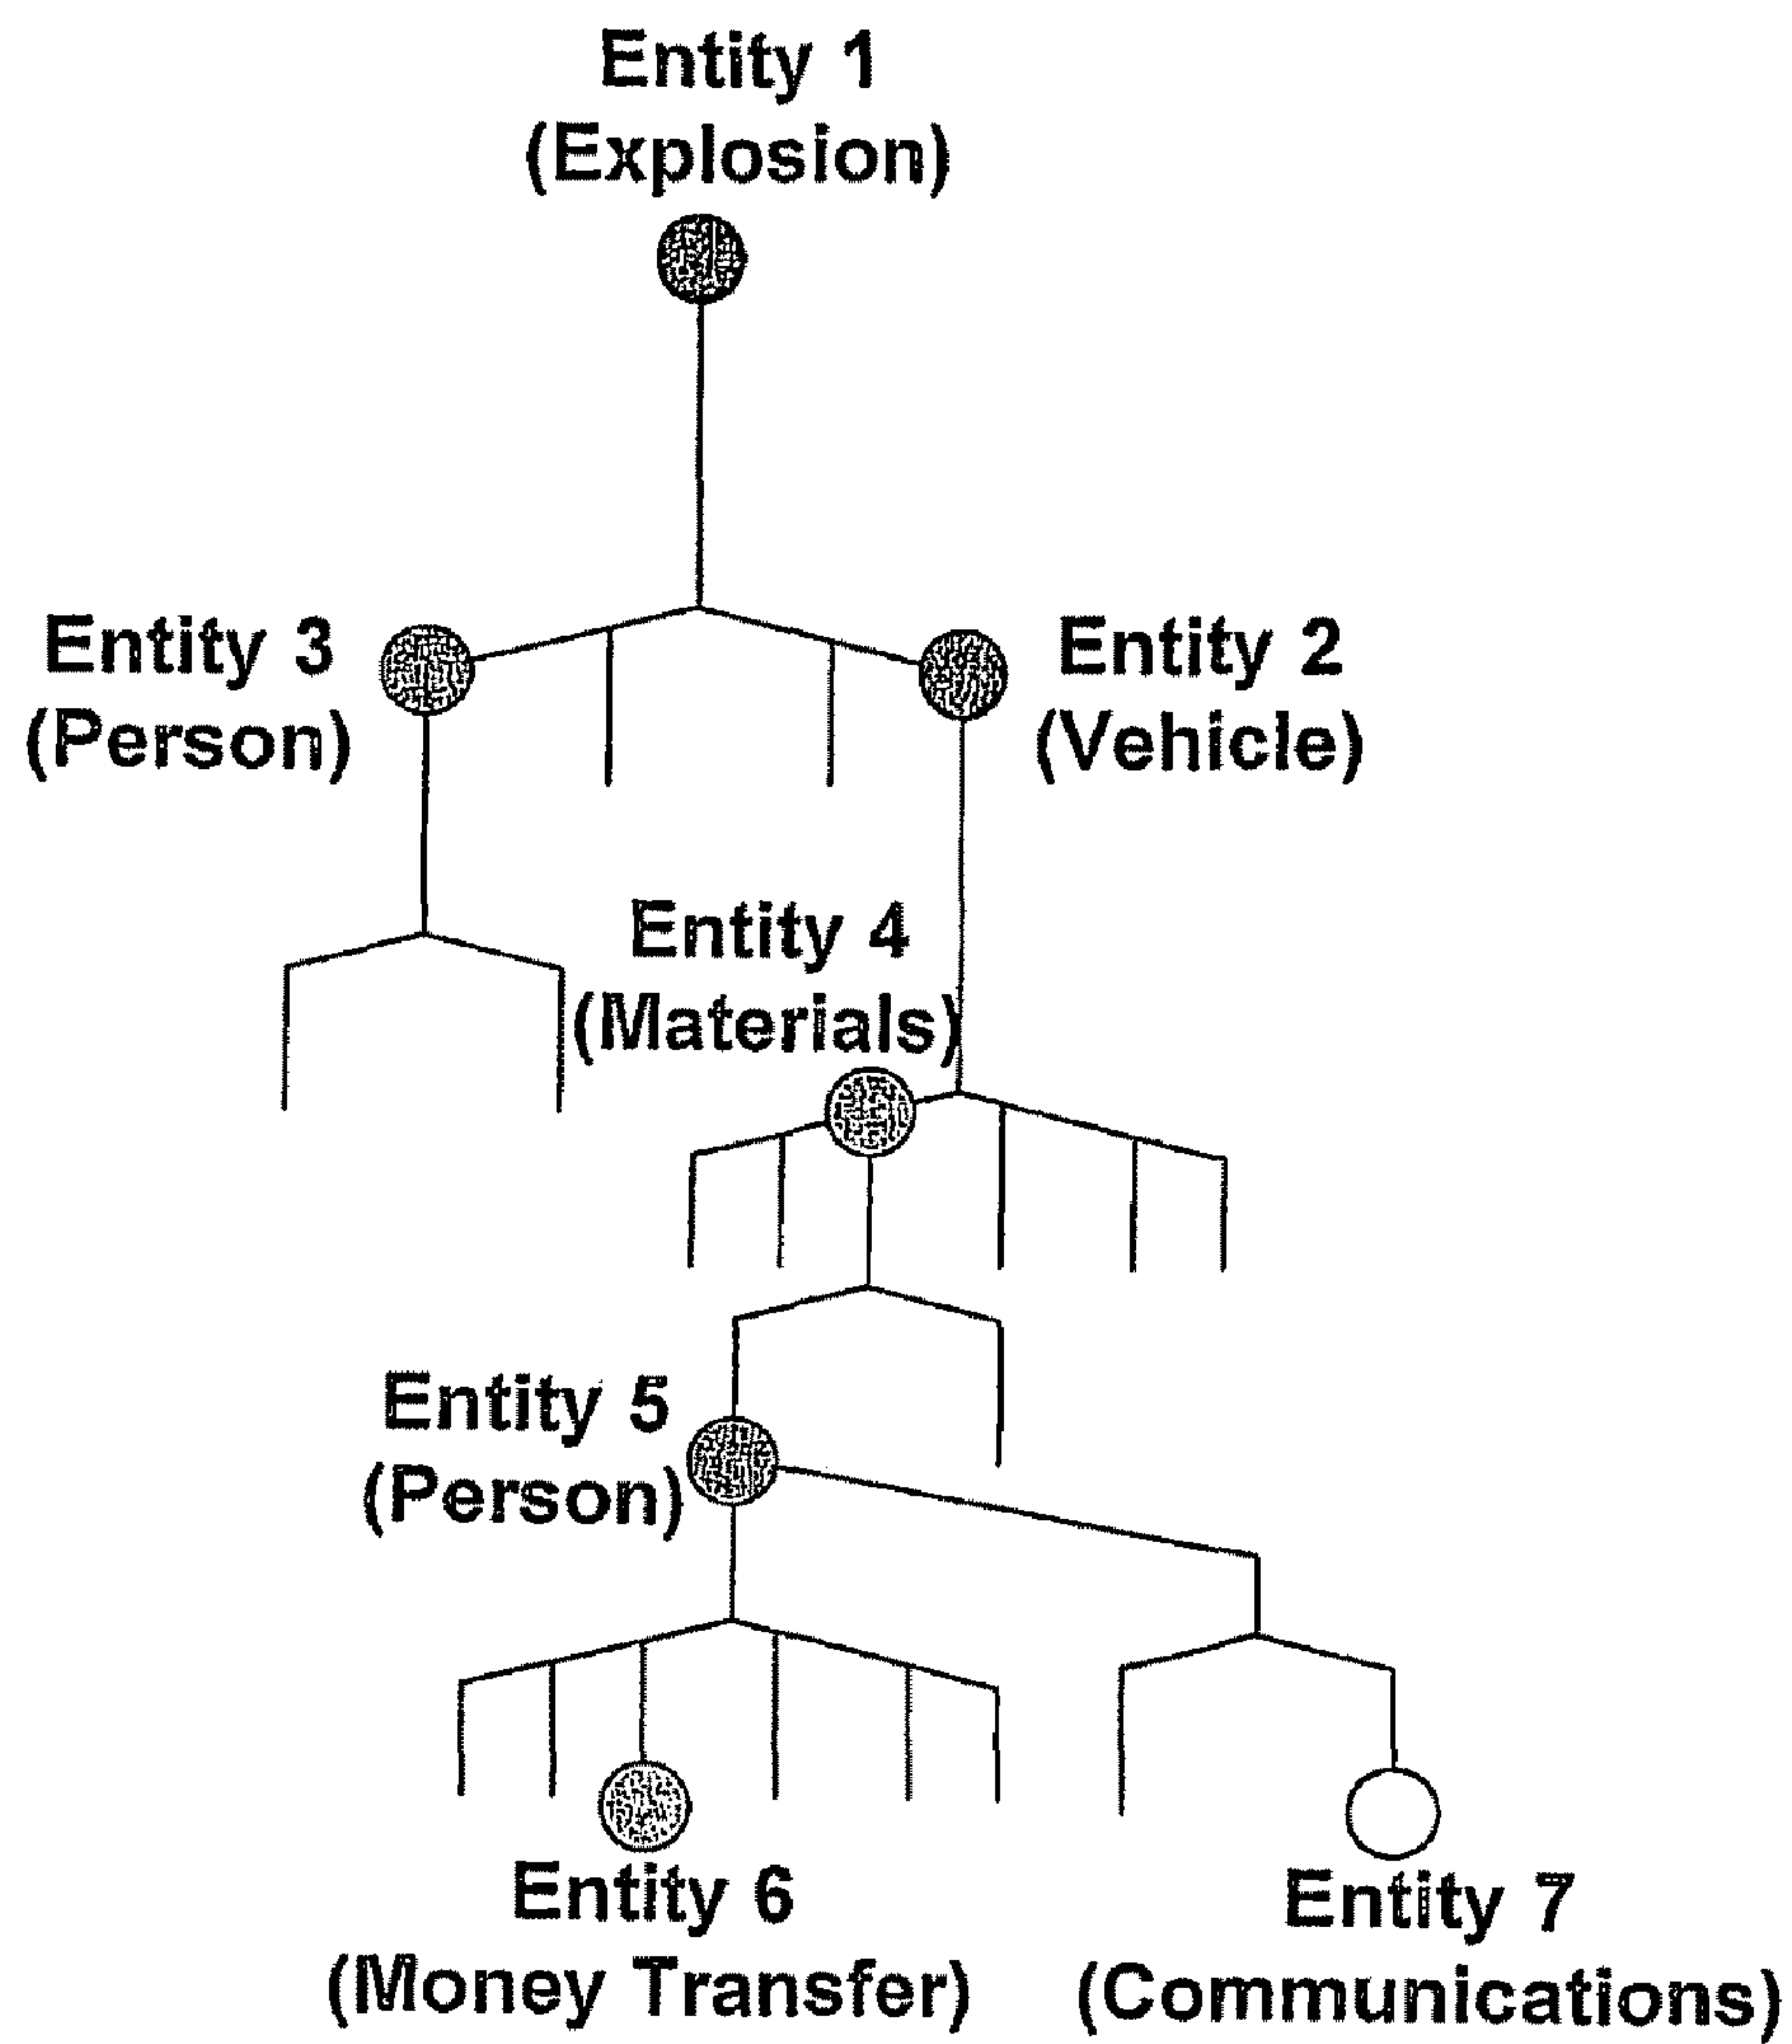 Entity 1
(Explosion)
Entity 3
(Person)
Entity 2
(Vehicle)
Entity 4
(Materials)
Entity 5
(Person)
Entity 6
(Money Transfer)
Entity 7
(Communications)